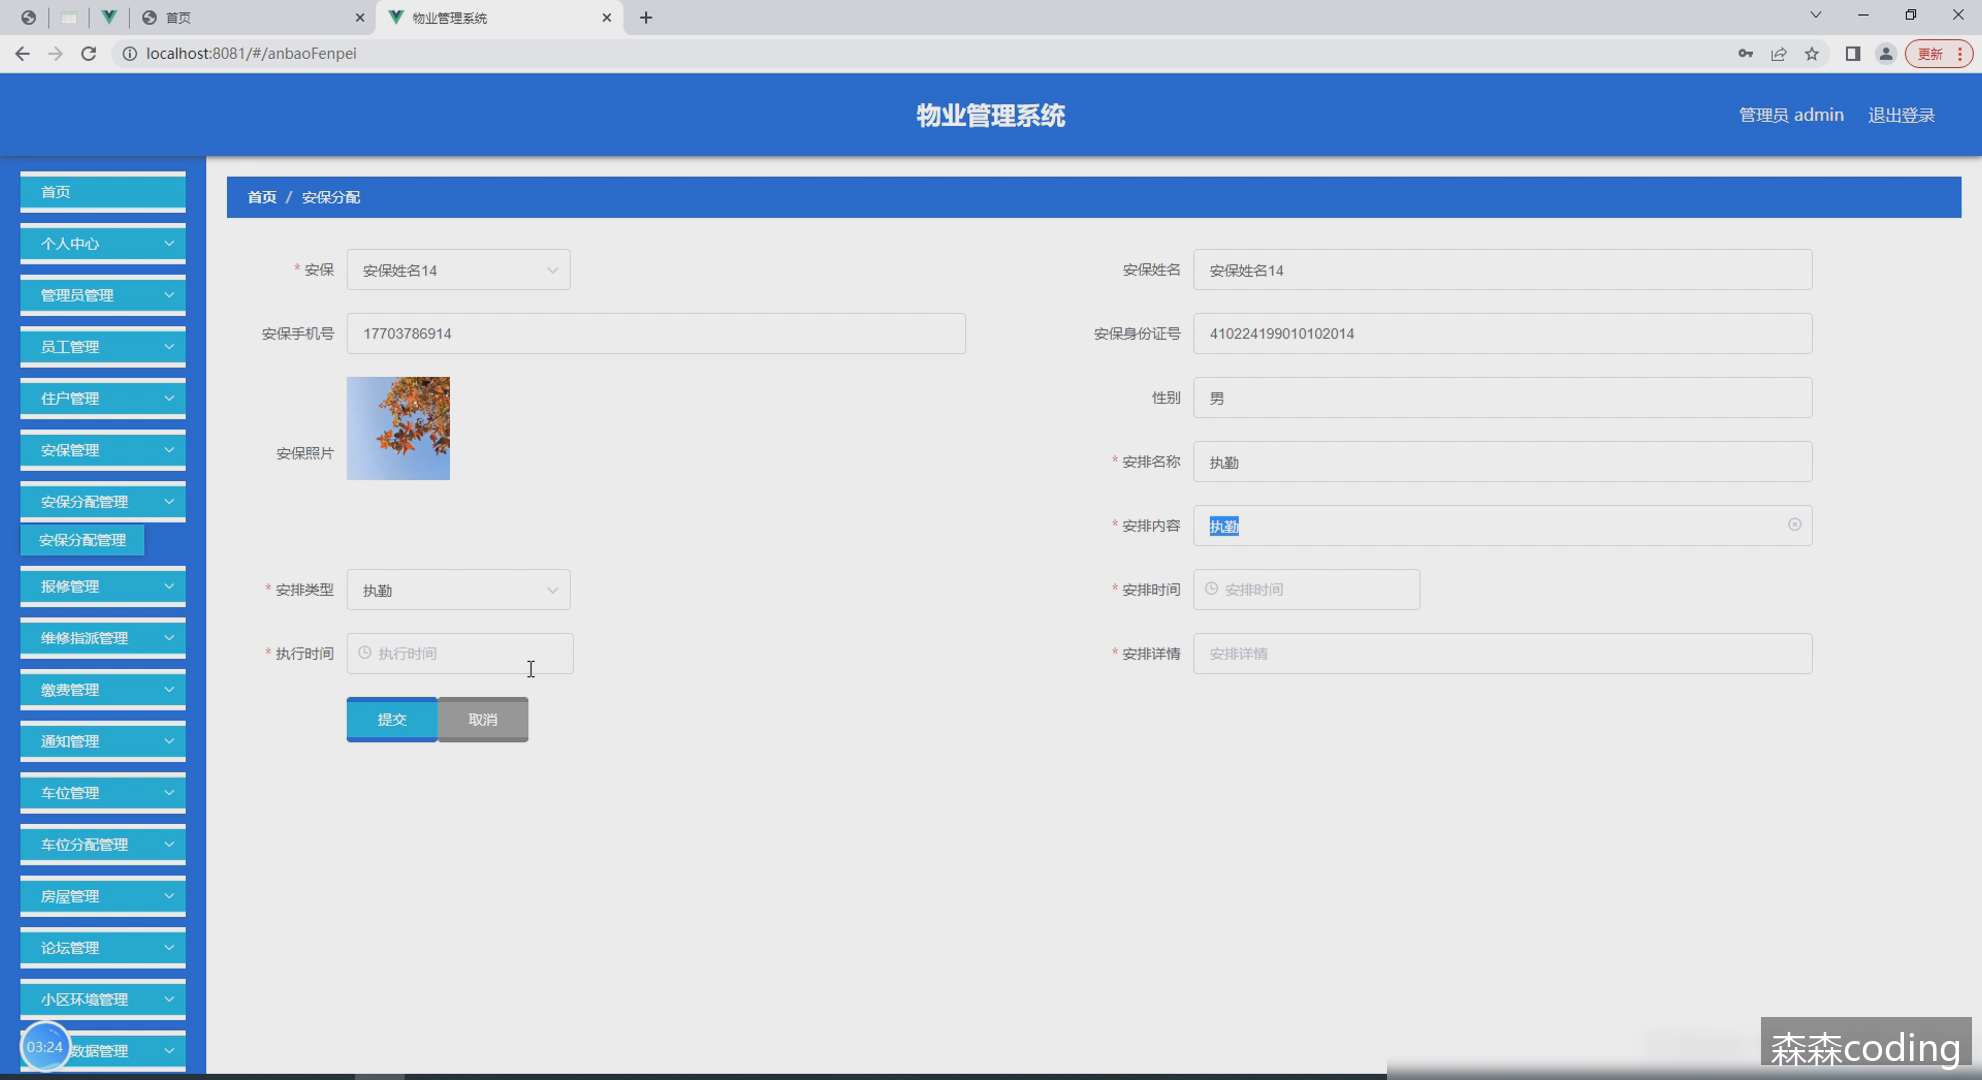 首页
物业管理系统
localhost:8081/#/anbaoFenpei
更新
物业管理系统
管理员 admin
退出登录
首页
个人中心
管理员管理
员工管理
住户管理
安保管理
安保分配管理
安保分配管理
报修管理
维修指派管理
缴费管理
通知管理
车位管理
车位分配管理
房屋管理
论坛管理
小区环境管理
数据管理
03:24
首页 / 安保分配
* 安保
安保姓名14
安保姓名
安保姓名14
安保手机号
17703786914
安保身份证号
410224199010102014
安保照片
性别
男
* 安排名称
执勤
* 安排内容
执勤
* 安排类型
执勤
* 安排时间
安排时间
* 执行时间
执行时间
* 安排详情
安排详情
提交
取消
森森coding